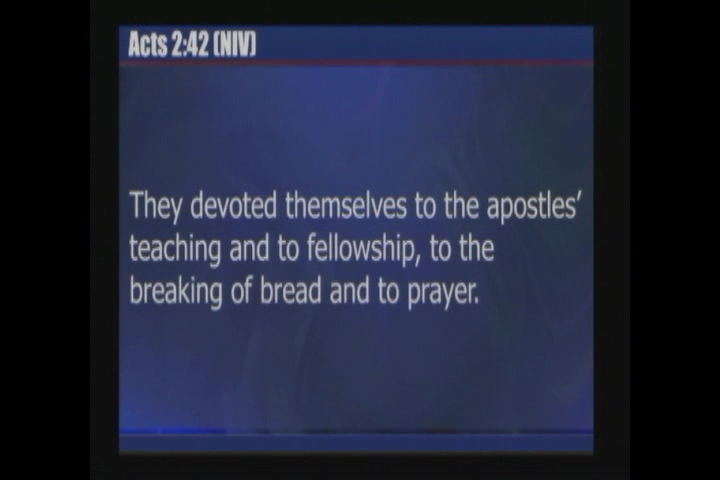 Acts 2:42 (NIV)
They devoted themselves to the apostles’
teaching and to fellowship, to the
breaking of bread and to prayer.